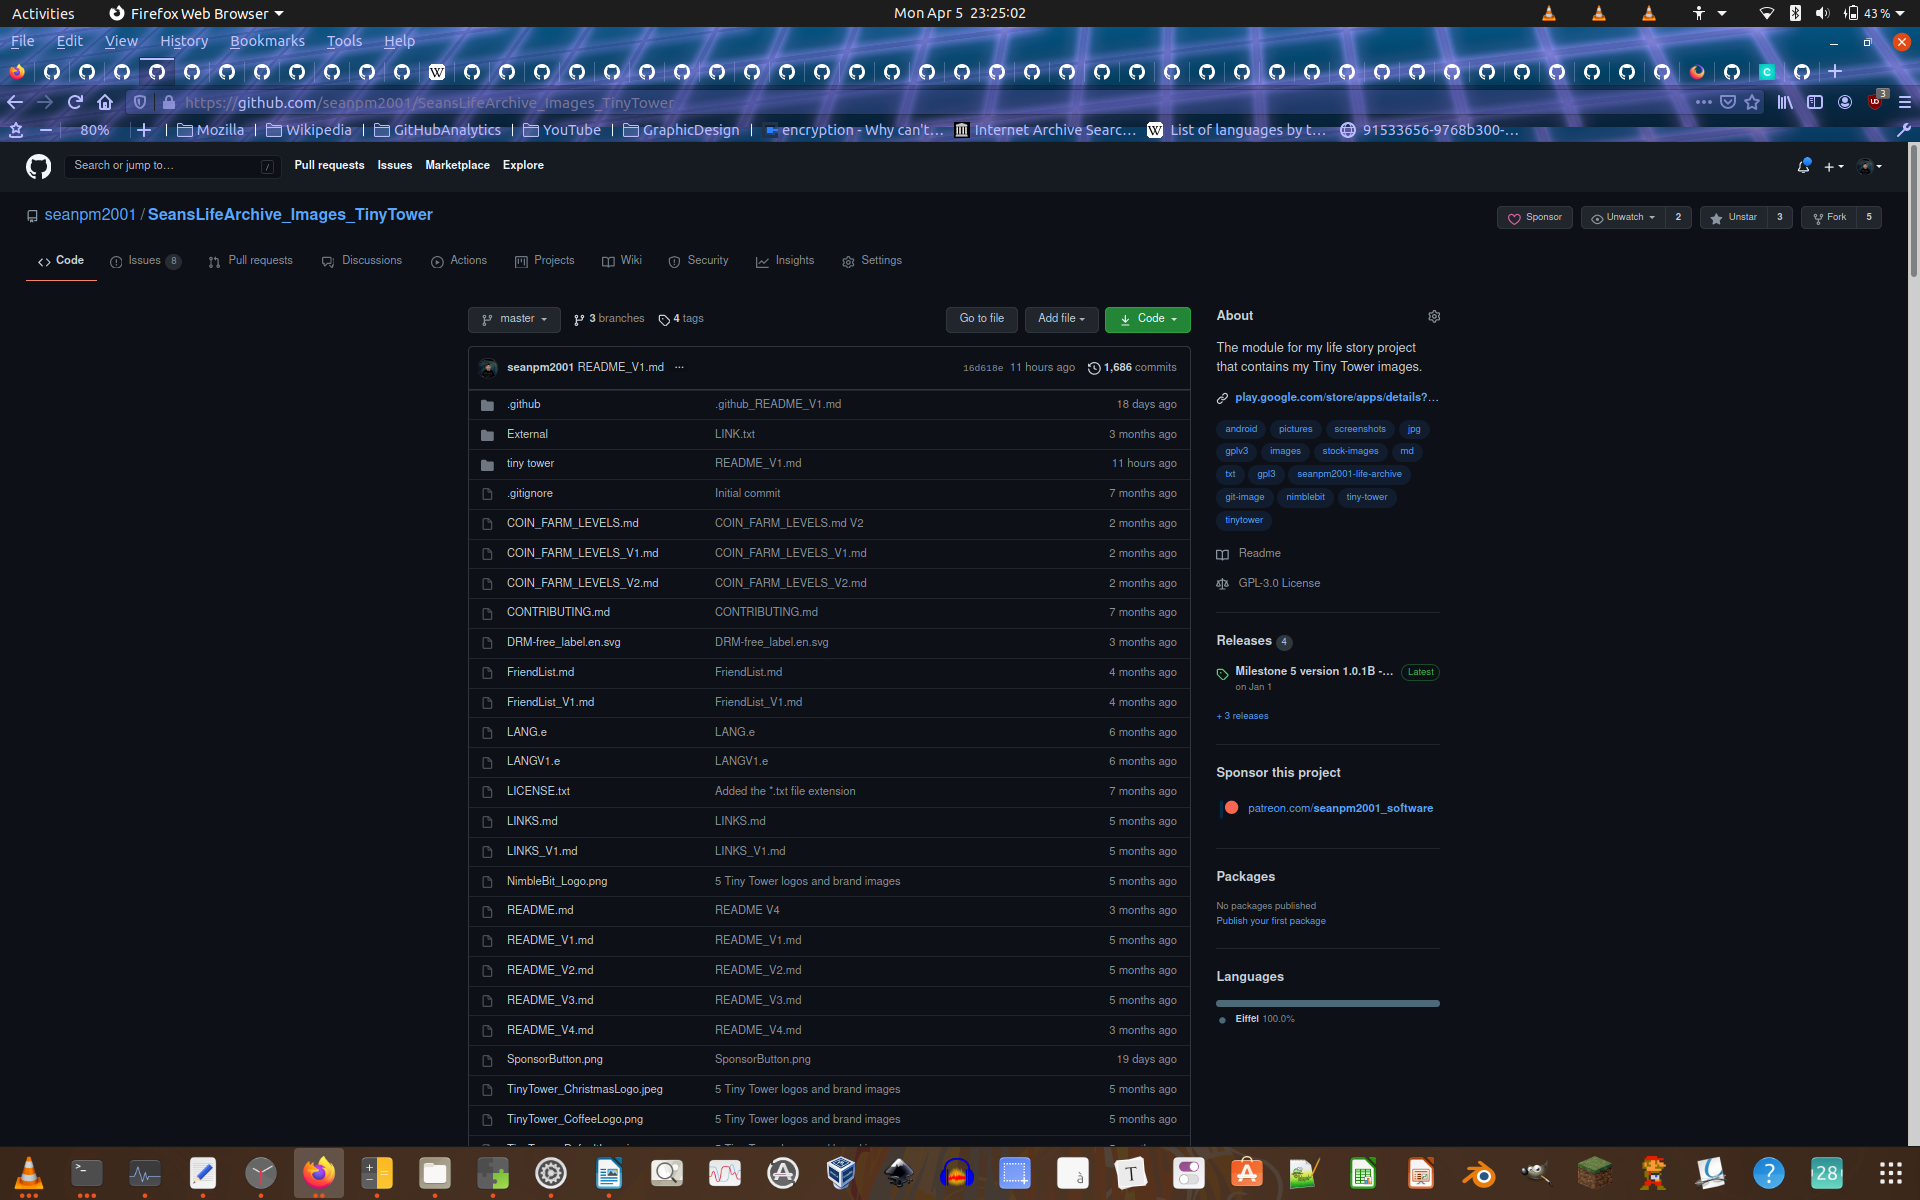 Activities Firefox Web Browser Mon Apr 5 23:25:02 43 %
File Edit View History Bookmarks Tools Help
https://github.com/seanpm2001/SeansLifeArchive_Images_TinyTower 3
80% Mozilla Wikipedia GitHubAnalytics YouTube GraphicDesign encryption - Why can't... Internet Archive Searc... List of languages by t... 91533656-9768b300-...
Search or jump to... / Pull requests Issues Marketplace Explore
seanpm2001 / SeansLifeArchive_Images_TinyTower Sponsor Unwatch 2 Unstar 3 Fork 5
Code Issues 8 Pull requests Discussions Actions Projects Wiki Security Insights Settings
master 3 branches 4 tags Go to file Add file Code
seanpm2001 README_V1.md ... 16d618e 11 hours ago 1,686 commits
.github .github_README_V1.md 18 days ago
External LINK.txt 3 months ago
tiny tower README_V1.md 11 hours ago
.gitignore Initial commit 7 months ago
COIN_FARM_LEVELS.md COIN_FARM_LEVELS.md V2 2 months ago
COIN_FARM_LEVELS_V1.md COIN_FARM_LEVELS_V1.md 2 months ago
COIN_FARM_LEVELS_V2.md COIN_FARM_LEVELS_V2.md 2 months ago
CONTRIBUTING.md CONTRIBUTING.md 7 months ago
DRM-free_label.en.svg DRM-free_label.en.svg 3 months ago
FriendList.md FriendList.md 4 months ago
FriendList_V1.md FriendList_V1.md 4 months ago
LANG.e LANG.e 6 months ago
LANGV1.e LANGV1.e 6 months ago
LICENSE.txt Added the *.txt file extension 7 months ago
LINKS.md LINKS.md 5 months ago
LINKS_V1.md LINKS_V1.md 5 months ago
NimbleBit_Logo.png 5 Tiny Tower logos and brand images 5 months ago
README.md README V4 3 months ago
README_V1.md README_V1.md 5 months ago
README_V2.md README_V2.md 5 months ago
README_V3.md README_V3.md 5 months ago
README_V4.md README_V4.md 3 months ago
SponsorButton.png SponsorButton.png 19 days ago
TinyTower_ChristmasLogo.jpeg 5 Tiny Tower logos and brand images 5 months ago
TinyTower_CoffeeLogo.png 5 Tiny Tower logos and brand images 5 months ago
About
The module for my life story project
that contains my Tiny Tower images.
play.google.com/store/apps/details?...
android pictures screenshots jpg
gplv3 images stock-images md
txt gpl3 seanpm2001-life-archive
git-image nimblebit tiny-tower
tinytower
Readme
GPL-3.0 License
Releases 4
Milestone 5 version 1.0.1B -... Latest
on Jan 1
+ 3 releases
Sponsor this project
patreon.com/seanpm2001_software
Packages
No packages published
Publish your first package
Languages
Eiffel 100.0%
28